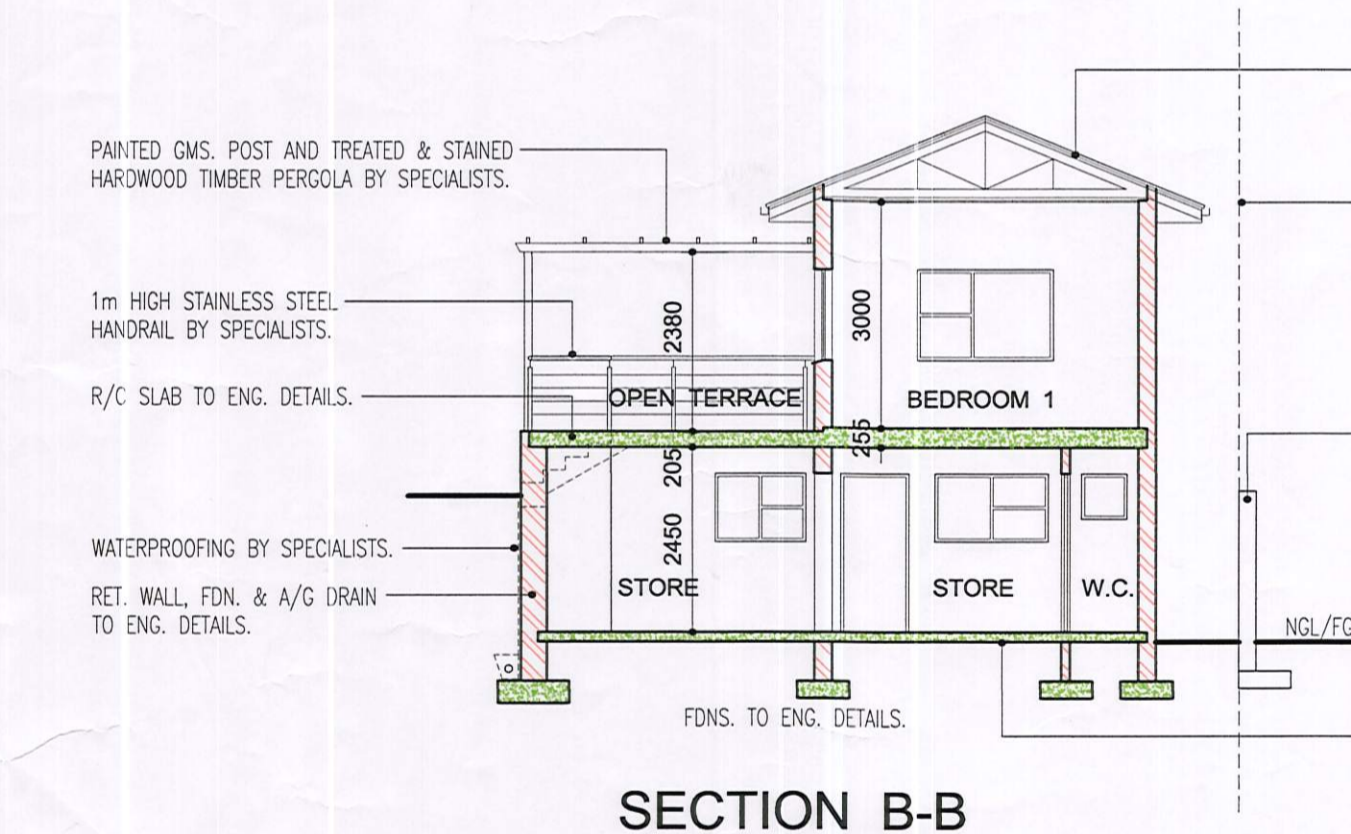 PAINTED GMS. POST AND TREATED & STAINED
HARDWOOD TIMBER PERGOLA BY SPECIALISTS.
1m HIGH STAINLESS STEEL
HANDRAIL BY SPECIALISTS.
R/C SLAB TO ENG. DETAILS.
WATERPROOFING BY SPECIALISTS.
RET. WALL, FDN. & A/G DRAIN
TO ENG. DETAILS.
2380
3000
OPEN TERRACE
BEDROOM 1
205
255
2450
STORE
STORE
W.C.
NGL/FG
FDNS. TO ENG. DETAILS.
SECTION B-B